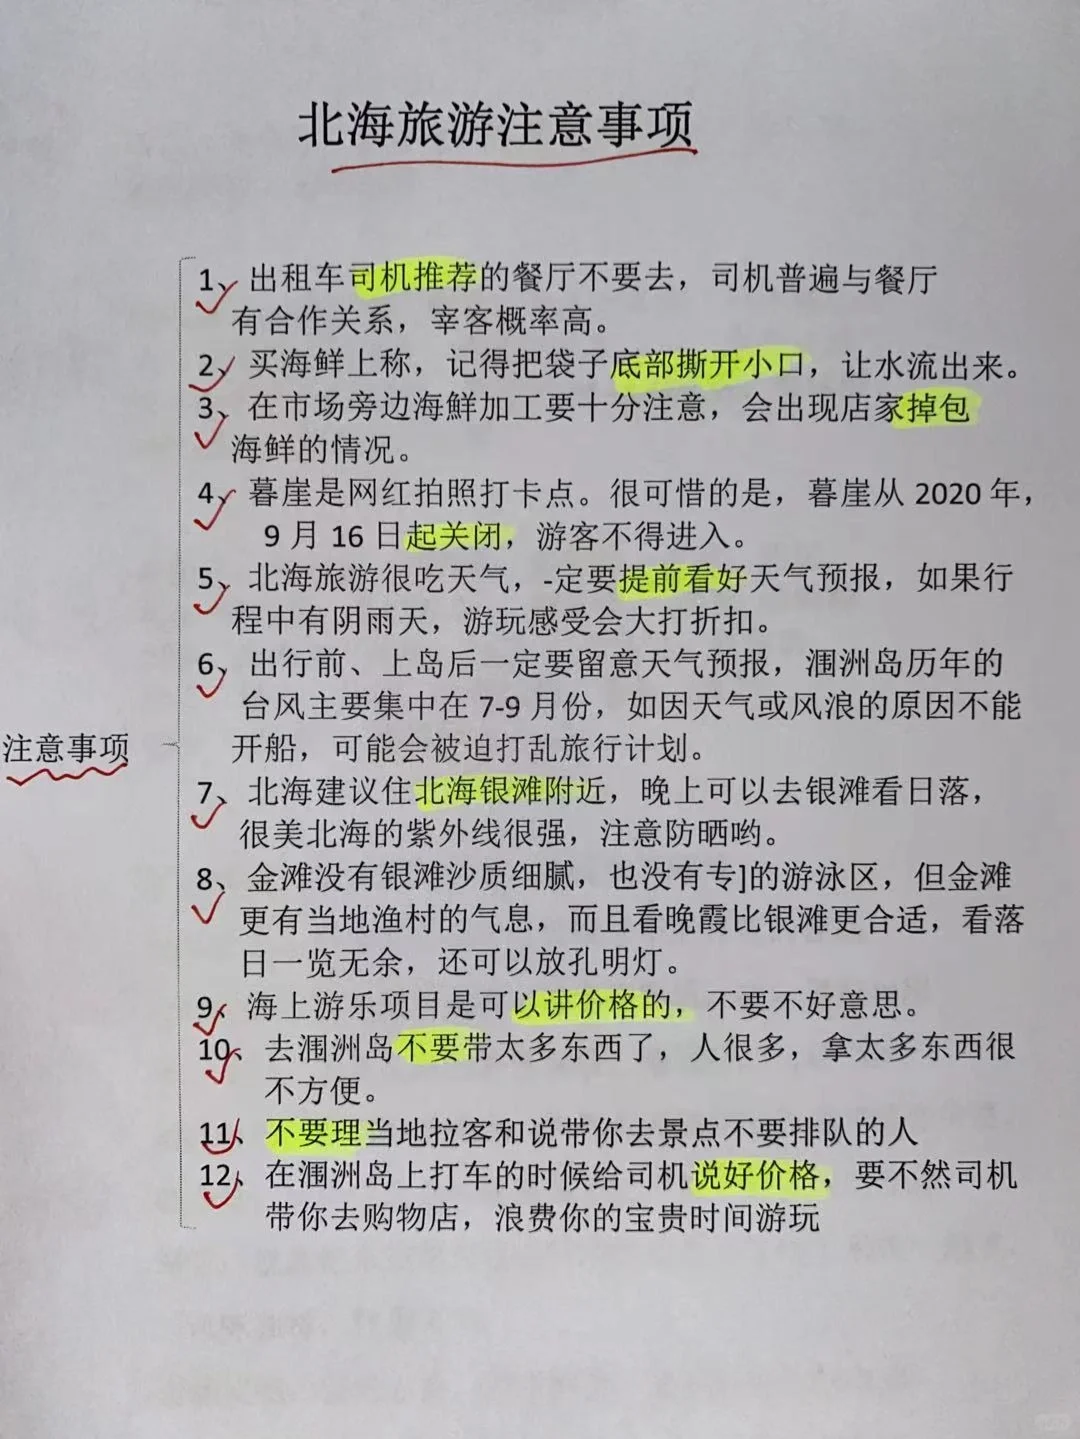 北海旅游注意事项
1、出租车司机推荐的餐厅不要去，司机普遍与餐厅
有合作关系，宰客概率高。
2、买海鲜上称，记得把袋子底部撕开小口，让水流出来。
3、在市场旁边海鲜加工要十分注意，会出现店家掉包
海鲜的情况。
4、暮崖是网红拍照打卡点。很可惜的是，暮崖从 2020 年，
9 月 16 日起关闭，游客不得进入。
5、北海旅游很吃天气，-定要提前看好天气预报，如果行
程中有阴雨天，游玩感受会大打折扣。
6、出行前、上岛后一定要留意天气预报，涠洲岛历年的
台风主要集中在 7-9 月份，如因天气或风浪的原因不能
开船，可能会被迫打乱旅行计划。
注意事项
7、北海建议住北海银滩附近，晚上可以去银滩看日落，
很美北海的紫外线很强，注意防晒哟。
8、金滩没有银滩沙质细腻，也没有专]的游泳区，但金滩
更有当地渔村的气息，而且看晚霞比银滩更合适，看落
日一览无余，还可以放孔明灯。
9、海上游乐项目是可以讲价格的，不要不好意思。
10、去涠洲岛不要带太多东西了，人很多，拿太多东西很
不方便。
11、不要理当地拉客和说带你去景点不要排队的人
12、在涠洲岛上打车的时候给司机说好价格，要不然司机
带你去购物店，浪费你的宝贵时间游玩